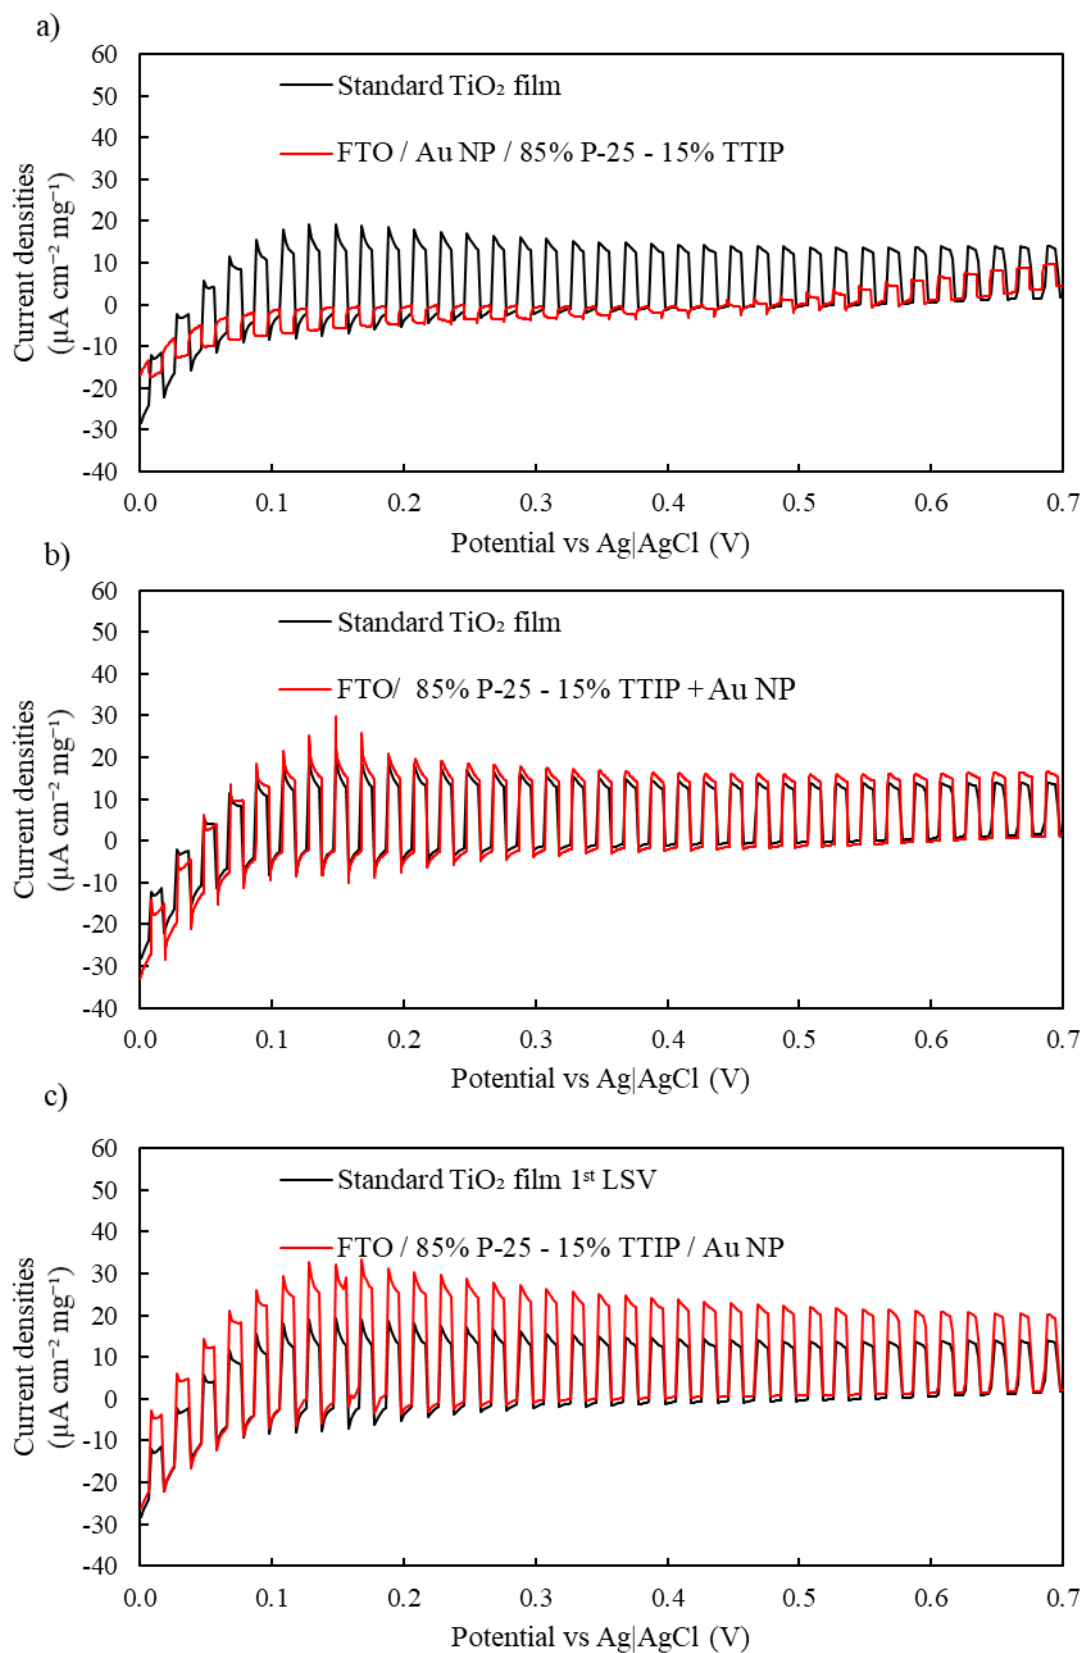 a)
60
50
40
30
20
10
0
-10
-20
-30
-40
Current densities
(µA cm⁻² mg⁻¹)
Standard TiO₂ film
FTO / Au NP / 85% P-25 - 15% TTIP
0.0 0.1 0.2 0.3 0.4 0.5 0.6 0.7
Potential vs Ag|AgCl (V)
b)
60
50
40
30
20
10
0
-10
-20
-30
-40
Current densities
(µA cm⁻² mg⁻¹)
Standard TiO₂ film
FTO/ 85% P-25 - 15% TTIP + Au NP
0.0 0.1 0.2 0.3 0.4 0.5 0.6 0.7
Potential vs Ag|AgCl (V)
c)
60
50
40
30
20
10
0
-10
-20
-30
-40
Current densities
(µA cm⁻² mg⁻¹)
Standard TiO₂ film 1ˢᵗ LSV
FTO / 85% P-25 - 15% TTIP / Au NP
0.0 0.1 0.2 0.3 0.4 0.5 0.6 0.7
Potential vs Ag|AgCl (V)